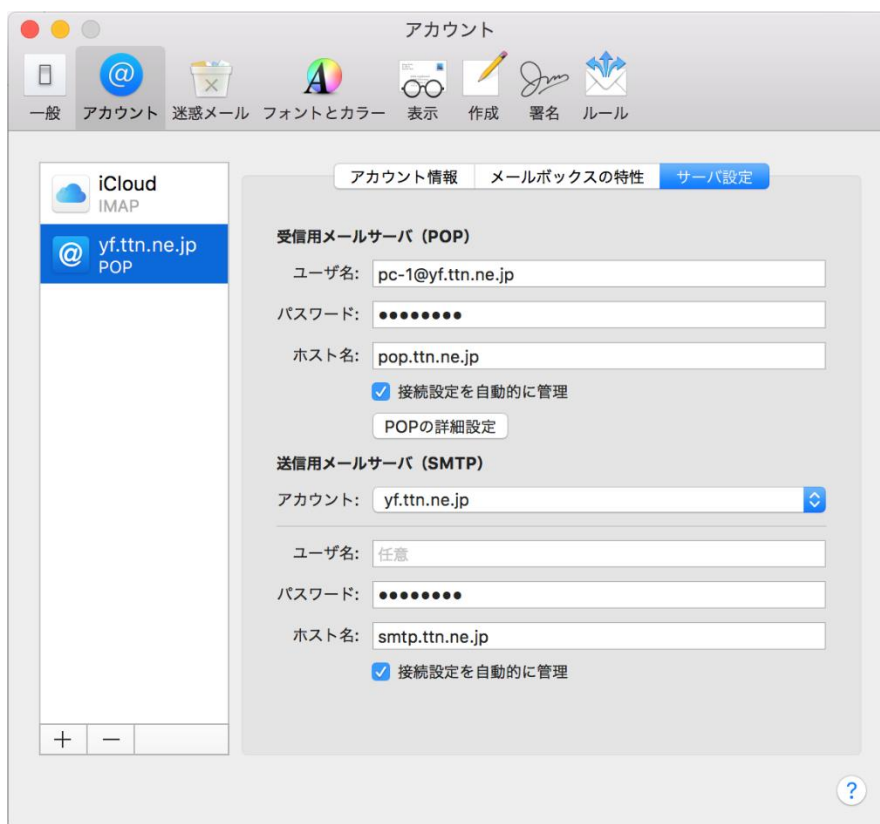 アカウント
一般 アカウント 迷惑メール フォントとカラー 表示 作成 署名 ルール
iCloud
IMAP
yf.ttn.ne.jp
POP
アカウント情報 メールボックスの特性 サーバ設定
受信用メールサーバ（POP）
ユーザ名: pc-1@yf.ttn.ne.jp
パスワード: ●●●●●●●●
ホスト名: pop.ttn.ne.jp
接続設定を自動的に管理
POPの詳細設定
送信用メールサーバ（SMTP）
アカウント: yf.ttn.ne.jp
ユーザ名: 任意
パスワード: ●●●●●●●●
ホスト名: smtp.ttn.ne.jp
接続設定を自動的に管理
+ −
?